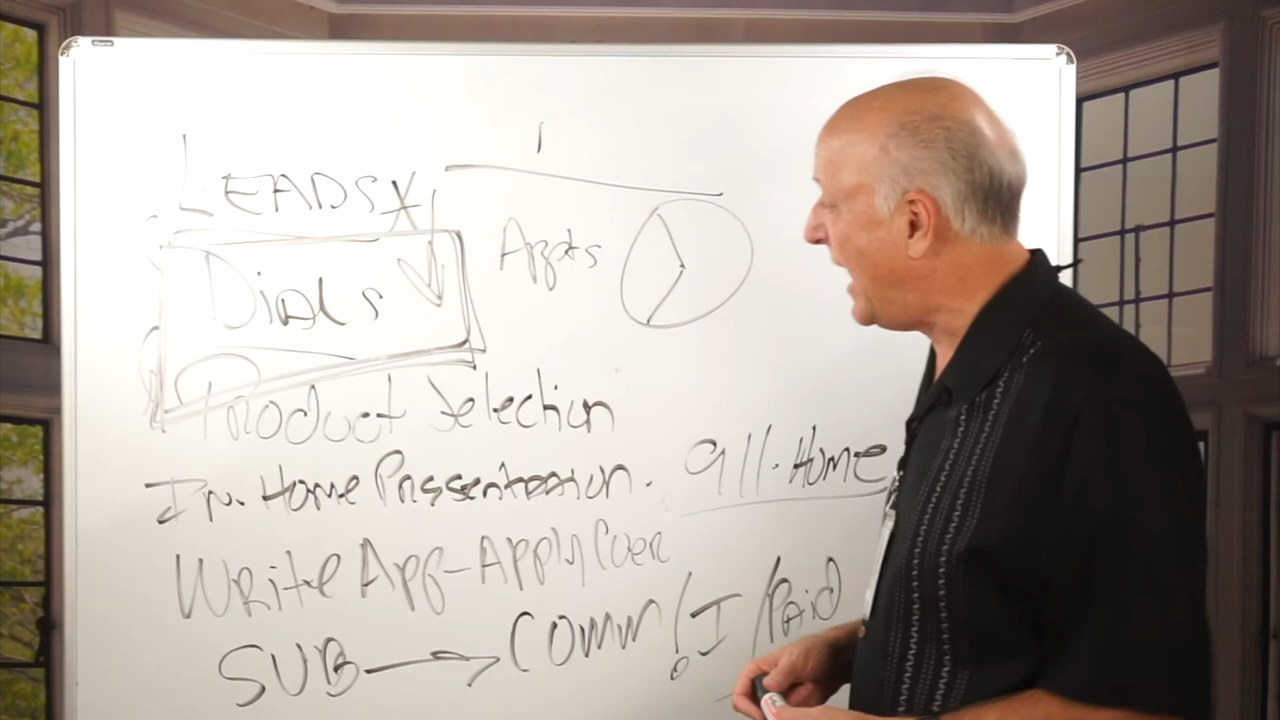 LEADS
Dials
Appts
Product Selection
In-Home Presentation. 911-Home
Write App-Apply Cover
SUB → Comm! I/Paid